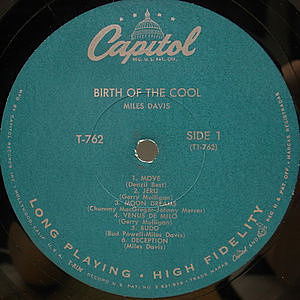 Capitol
REG. U.S. PAT. OFF.
BIRTH OF THE COOL
MILES DAVIS
T-762
SIDE 1
(T1-762)
1. MOVE
(Denzil Best)
2. JERU
(Gerry Mulligan)
3. MOON DREAMS
(Chummy MacGregor-Johnny Mercer)
4. VENUS DE MILO
(Gerry Mulligan)
5. BUDO
(Bud Powell-Miles Davis)
6. DECEPTION
(Miles Davis)
LONG PLAYING • HIGH FIDELITY